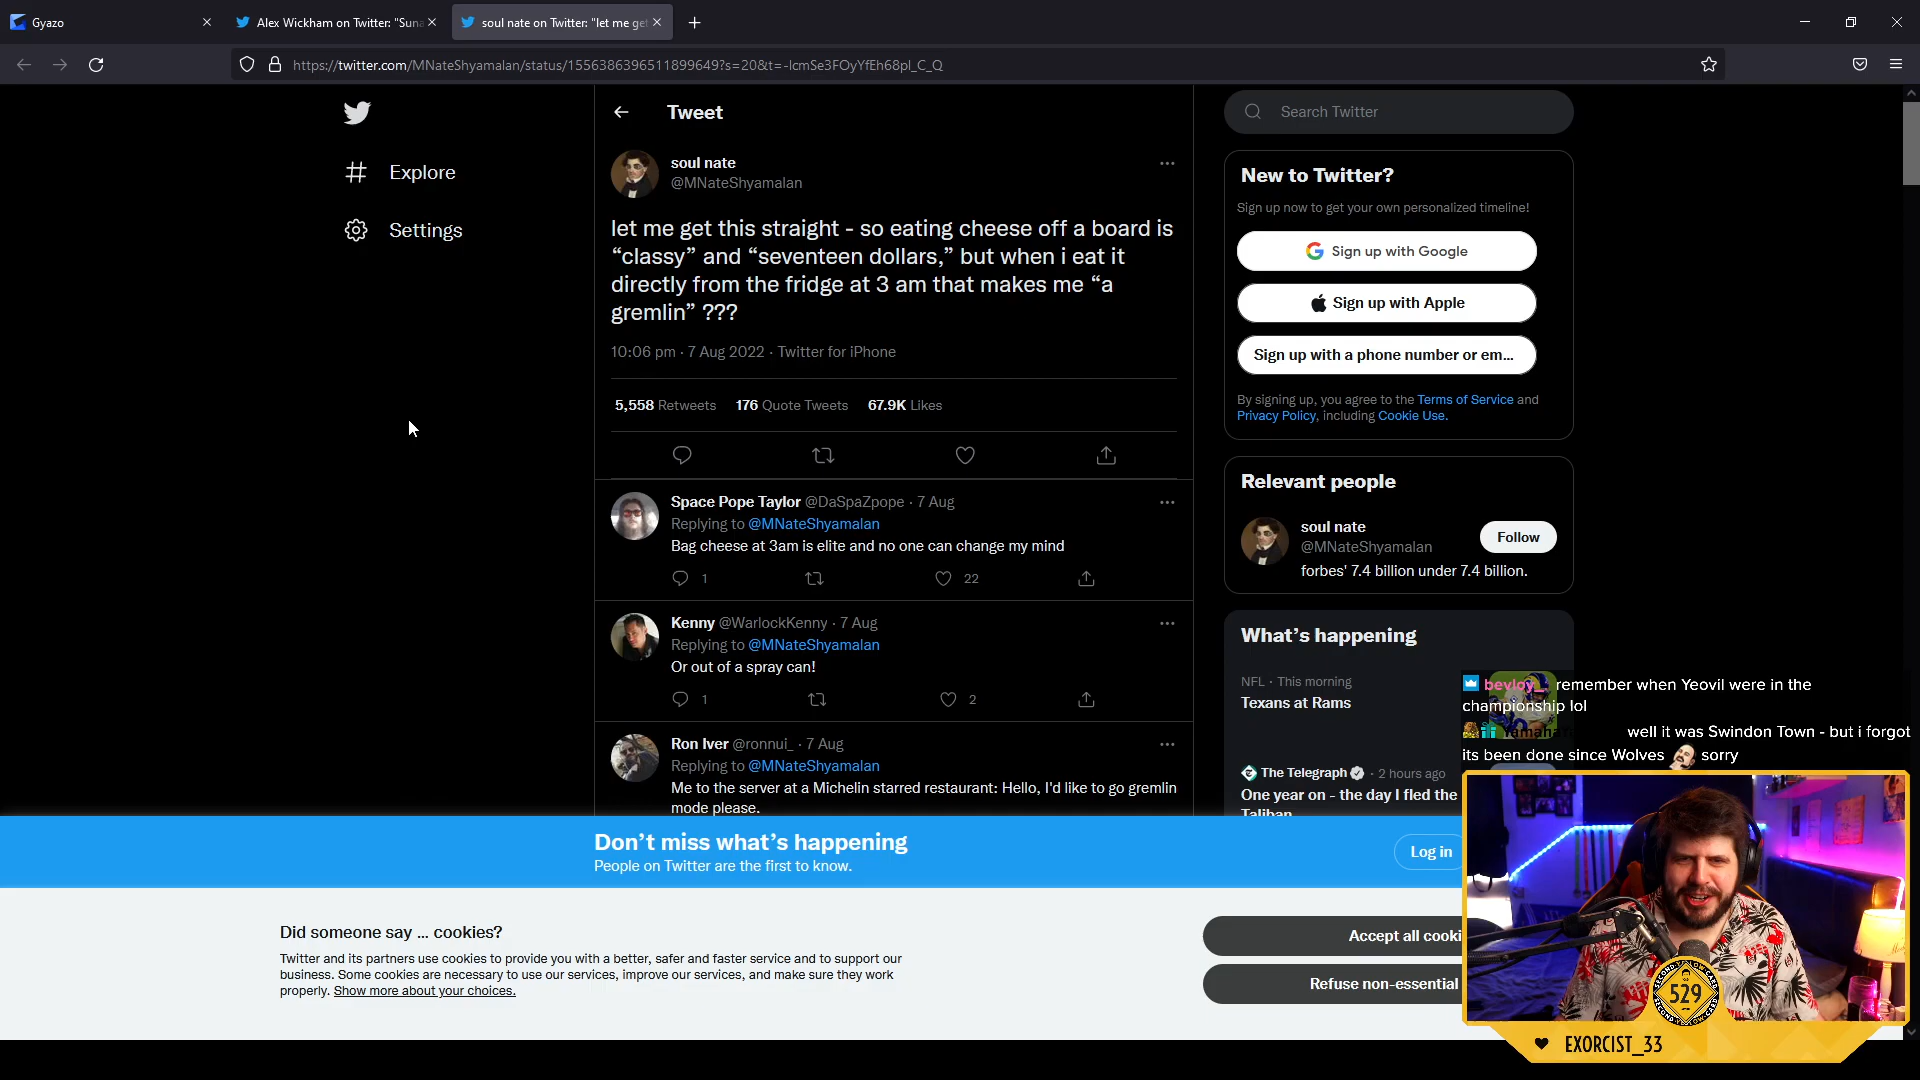 Gyazo
Alex Wickham on Twitter: "Suna
soul nate on Twitter: "let me get
https://twitter.com/MNateShyamalan/status/1556386396511899649?s=20&t=-IcmSe3FOyYfEh68pl_C_Q
Explore
Settings
Tweet
soul nate
@MNateShyamalan
let me get this straight - so eating cheese off a board is
“classy” and “seventeen dollars,” but when i eat it
directly from the fridge at 3 am that makes me “a
gremlin” ???
10:06 pm · 7 Aug 2022 · Twitter for iPhone
5,558 Retweets 176 Quote Tweets 67.9K Likes
Space Pope Taylor @DaSpaZpope · 7 Aug
Replying to @MNateShyamalan
Bag cheese at 3am is elite and no one can change my mind
1 22
Kenny @WarlockKenny · 7 Aug
Replying to @MNateShyamalan
Or out of a spray can!
1 2
Ron Iver @ronnui_ · 7 Aug
Replying to @MNateShyamalan
Me to the server at a Michelin starred restaurant: Hello, I'd like to go gremlin
mode please.
Search Twitter
New to Twitter?
Sign up now to get your own personalized timeline!
Sign up with Google
Sign up with Apple
Sign up with a phone number or em...
By signing up, you agree to the Terms of Service and
Privacy Policy, including Cookie Use.
Relevant people
soul nate
@MNateShyamalan
Follow
forbes' 7.4 billion under 7.4 billion.
What’s happening
NFL · This morning
Texans at Rams
The Telegraph · 2 hours ago
One year on - the day I fled the
Taliban
bevloy_ remember when Yeovil were in the
championship lol
well it was Swindon Town - but i forgot
its been done since Wolves sorry
Don’t miss what’s happening
People on Twitter are the first to know.
Log in
Did someone say ... cookies?
Twitter and its partners use cookies to provide you with a better, safer and faster service and to support our
business. Some cookies are necessary to use our services, improve our services, and make sure they work
properly. Show more about your choices.
Accept all cooki
Refuse non-essential
SECOND YELLOW CARD
529
EXORCIST_33